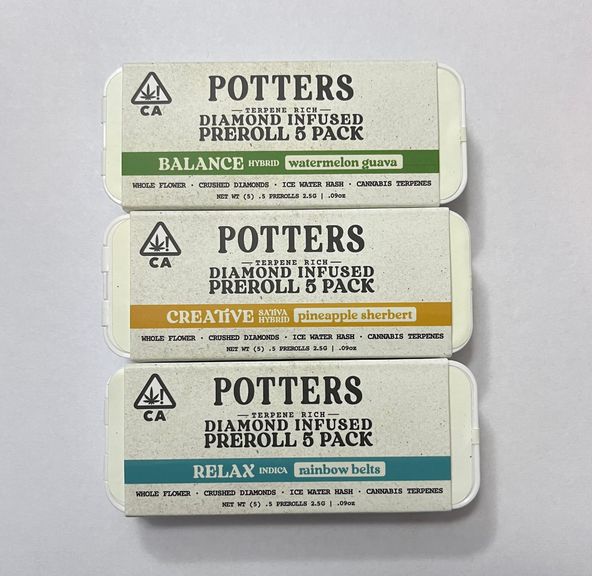 POTTERS
TERPENE RICH
DIAMOND INFUSED
PREROLL 5 PACK
CA
BALANCE HYBRID watermelon guava
WHOLE FLOWER · CRUSHED DIAMONDS · ICE WATER HASH · CANNABIS TERPENES
NET WT (5) .5 PREROLLS 2.5G | .09oz
POTTERS
TERPENE RICH
DIAMOND INFUSED
PREROLL 5 PACK
CA
CREATIVE SATIVA HYBRID pineapple sherbert
WHOLE FLOWER · CRUSHED DIAMONDS · ICE WATER HASH · CANNABIS TERPENES
NET WT (5) .5 PREROLLS 2.5G | .09oz
POTTERS
TERPENE RICH
DIAMOND INFUSED
PREROLL 5 PACK
CA
RELAX INDICA rainbow belts
WHOLE FLOWER · CRUSHED DIAMONDS · ICE WATER HASH · CANNABIS TERPENES
NET WT (5) .5 PREROLLS 2.5G | .09oz